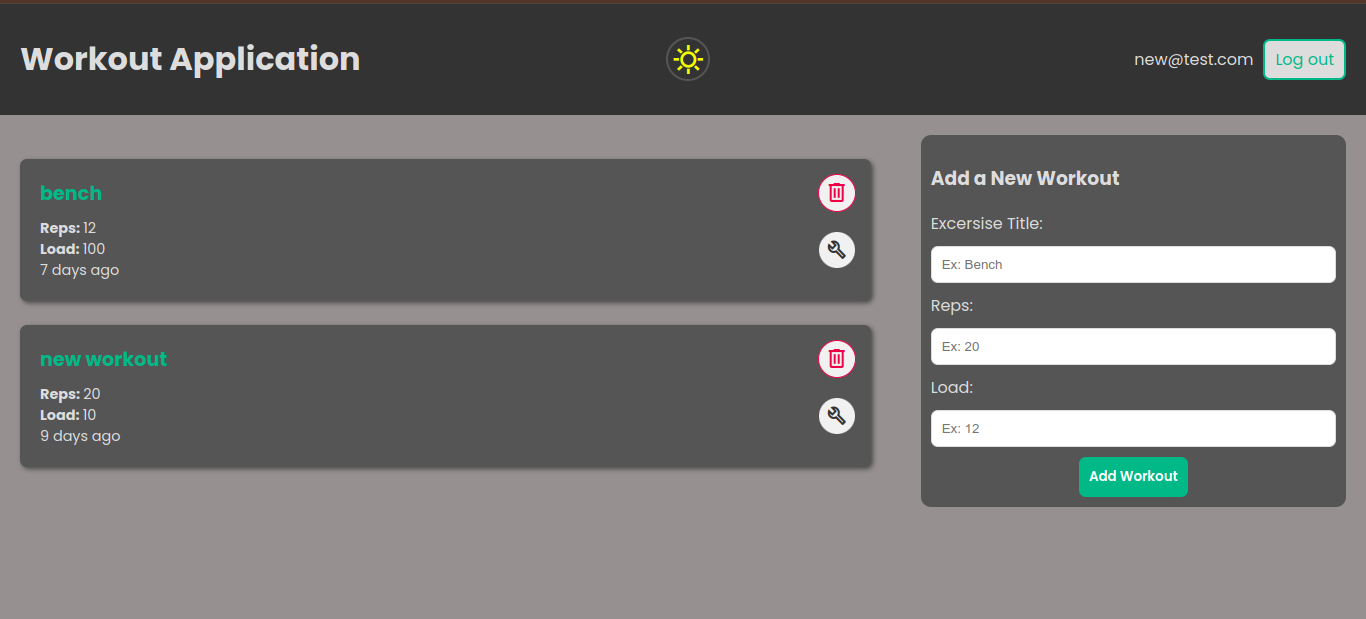 Workout Application
new@test.com
Log out
bench
Reps: 12
Load: 100
7 days ago
new workout
Reps: 20
Load: 10
9 days ago
Add a New Workout
Excersise Title:
Ex: Bench
Reps:
Ex: 20
Load:
Ex: 12
Add Workout